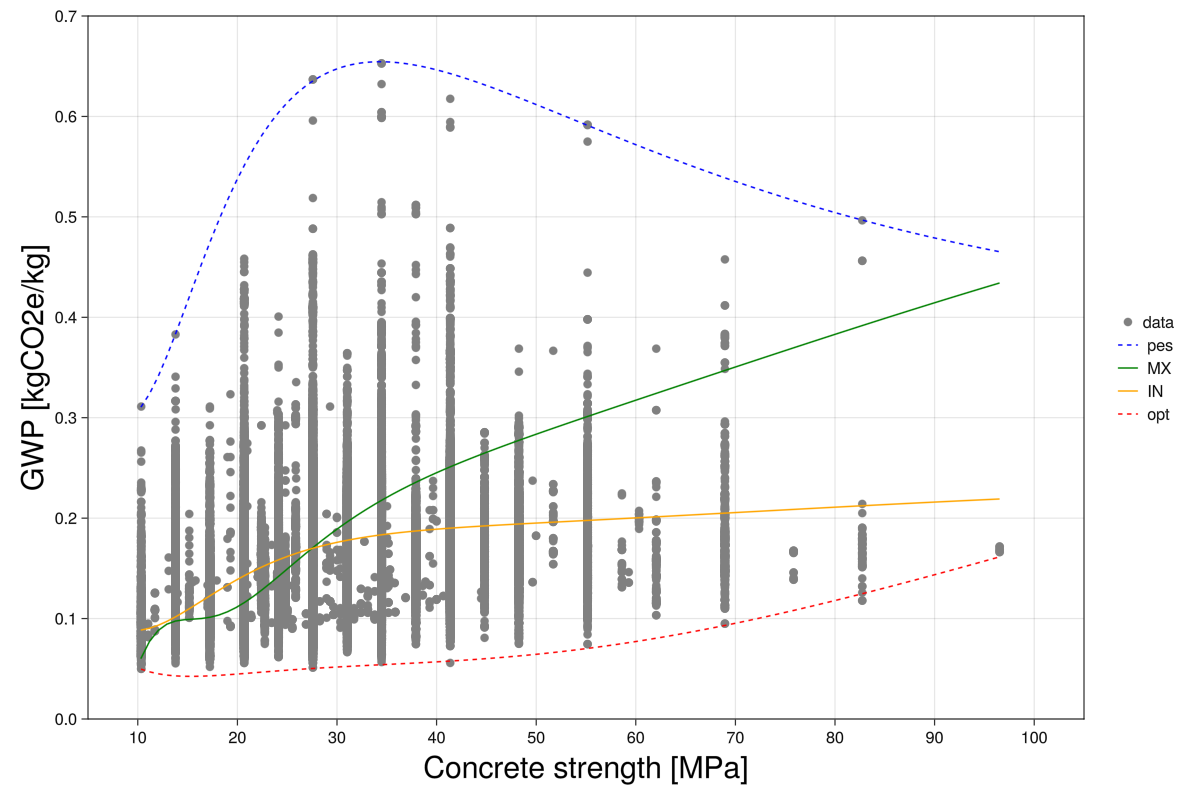 0.7
0.6
0.5
0.4
0.3
0.2
0.1
0.0
GWP [kgCO2e/kg]
10 20 30 40 50 60 70 80 90 100
Concrete strength [MPa]
data
pes
MX
IN
opt